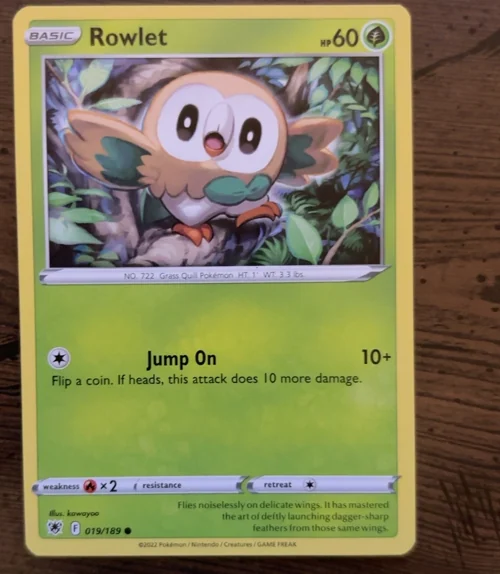 BASIC Rowlet HP 60
NO. 722 Grass Quill Pokémon HT: 1' WT: 3.3 lbs.
Jump On 10+
Flip a coin. If heads, this attack does 10 more damage.
weakness ×2 resistance retreat
Illus. kawayoo
Flies noiselessly on delicate wings. It has mastered
the art of deftly launching dagger-sharp
feathers from those same wings.
F 019/189
©2022 Pokémon / Nintendo / Creatures / GAME FREAK